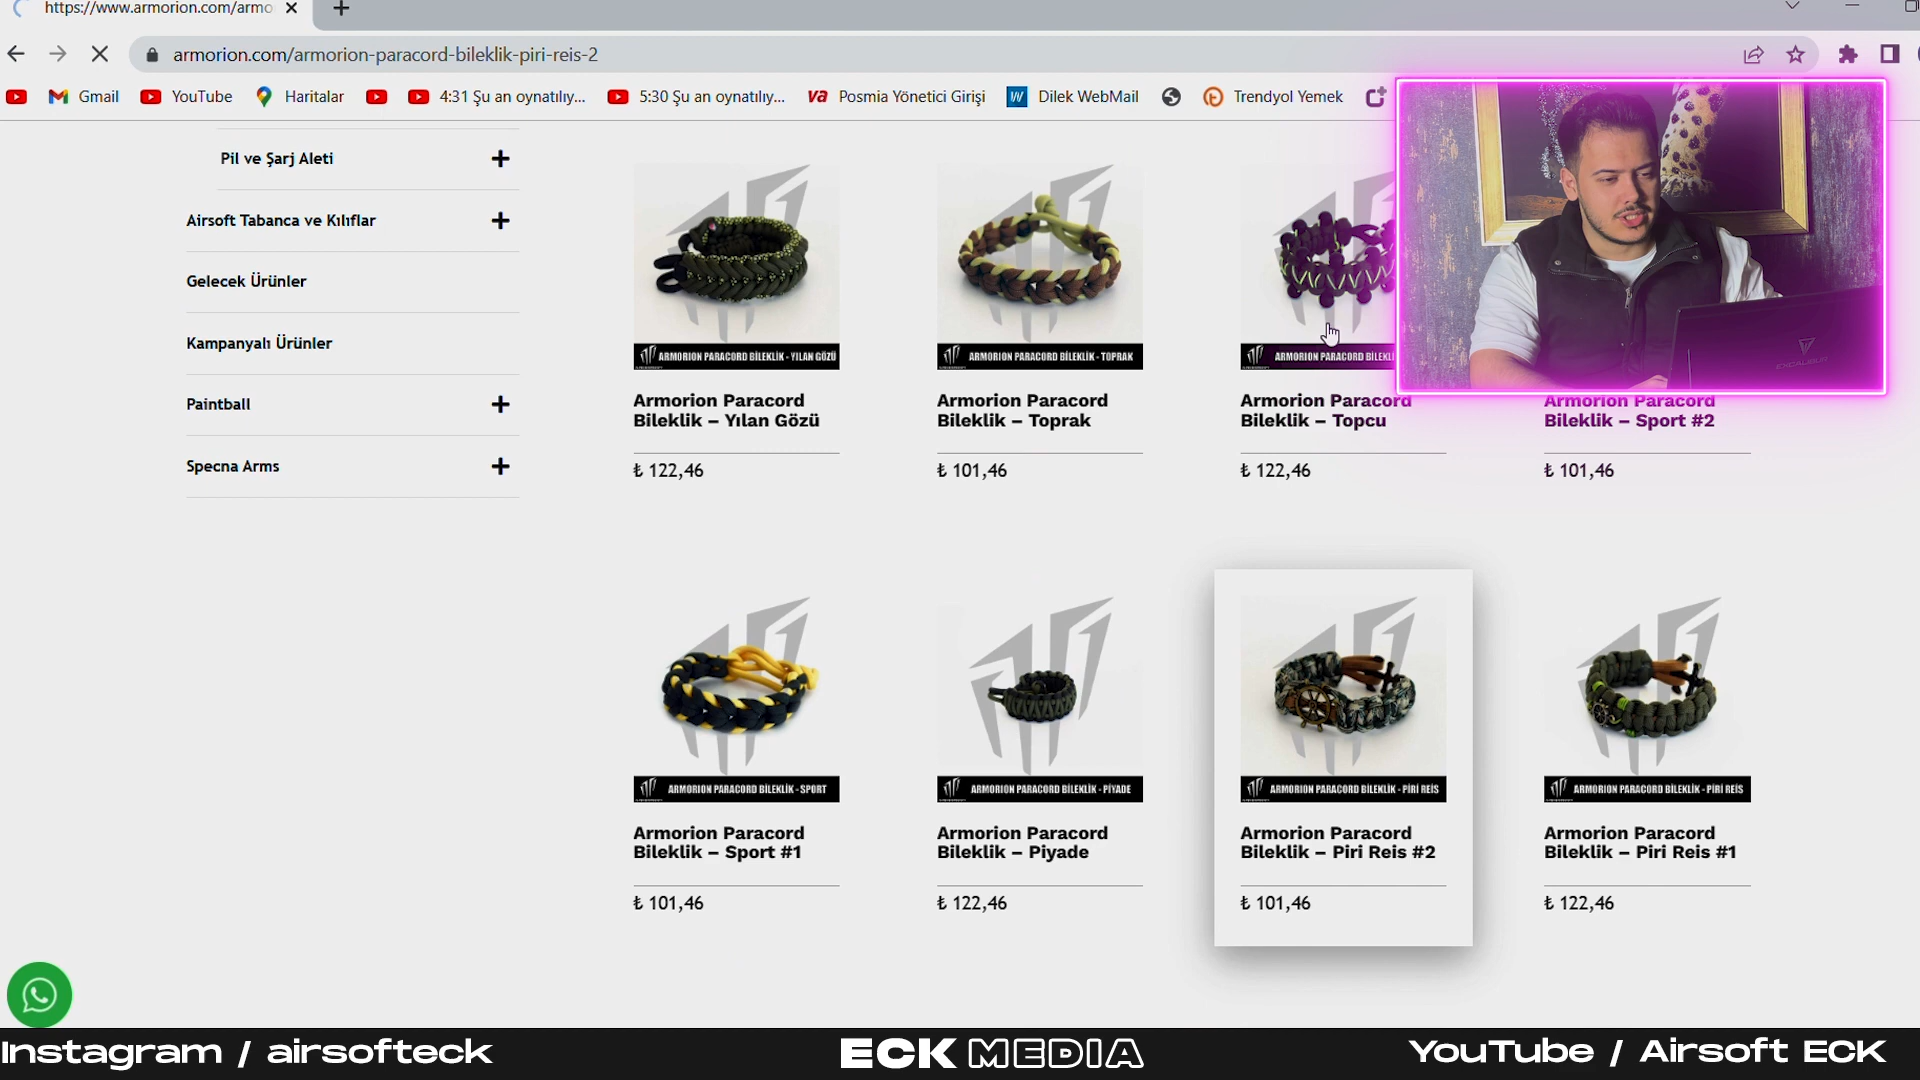 https://www.armorion.com/armo
armorion.com/armorion-paracord-bileklik-piri-reis-2
Gmail
YouTube
Haritalar
4:31 Şu an oynatılıy...
5:30 Şu an oynatılıy...
va Posmia Yönetici Girişi
W Dilek WebMail
Trendyol Yemek
Pil ve Şarj Aleti
Airsoft Tabanca ve Kılıflar
Gelecek Ürünler
Kampanyalı Ürünler
Paintball
Specna Arms
ARMORION PARACORD BİLEKLİK - YILAN GÖZÜ
Armorion Paracord
Bileklik – Yılan Gözü
₺ 122,46
ARMORION PARACORD BİLEKLİK - TOPRAK
Armorion Paracord
Bileklik – Toprak
₺ 101,46
ARMORION PARACORD BİLEKL
Armorion Paracord
Bileklik – Topcu
₺ 122,46
EXCALIBUR
Armorion Paracord
Bileklik – Sport #2
₺ 101,46
ARMORION PARACORD BİLEKLİK - SPORT
Armorion Paracord
Bileklik – Sport #1
₺ 101,46
ARMORION PARACORD BİLEKLİK - PİYADE
Armorion Paracord
Bileklik – Piyade
₺ 122,46
ARMORION PARACORD BİLEKLİK - PİRİ REİS
Armorion Paracord
Bileklik – Piri Reis #2
₺ 101,46
ARMORION PARACORD BİLEKLİK - PİRİ REİS
Armorion Paracord
Bileklik – Piri Reis #1
₺ 122,46
Instagram / airsofteck
ECK MEDIA
YouTube / Airsoft ECK